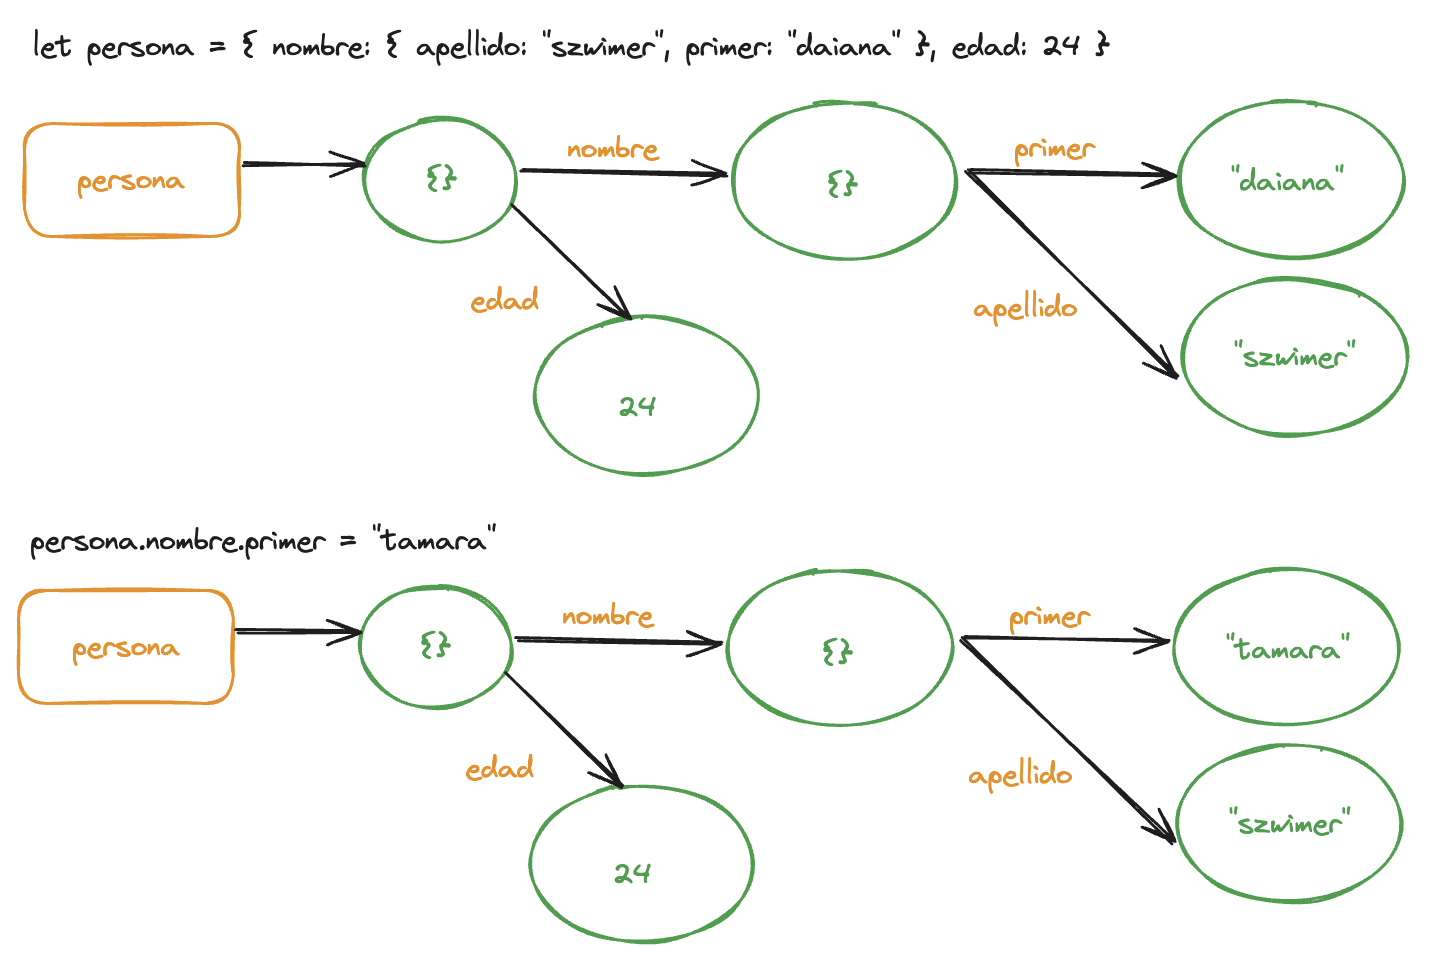 let persona = { nombre: { apellido: "szwimer", primer: "daiana" }, edad: 24 }
persona
{}
nombre
{}
primer
"daiana"
edad
apellido
"szwimer"
24
persona.nombre.primer = "tamara"
persona
{}
nombre
{}
primer
"tamara"
edad
apellido
"szwimer"
24